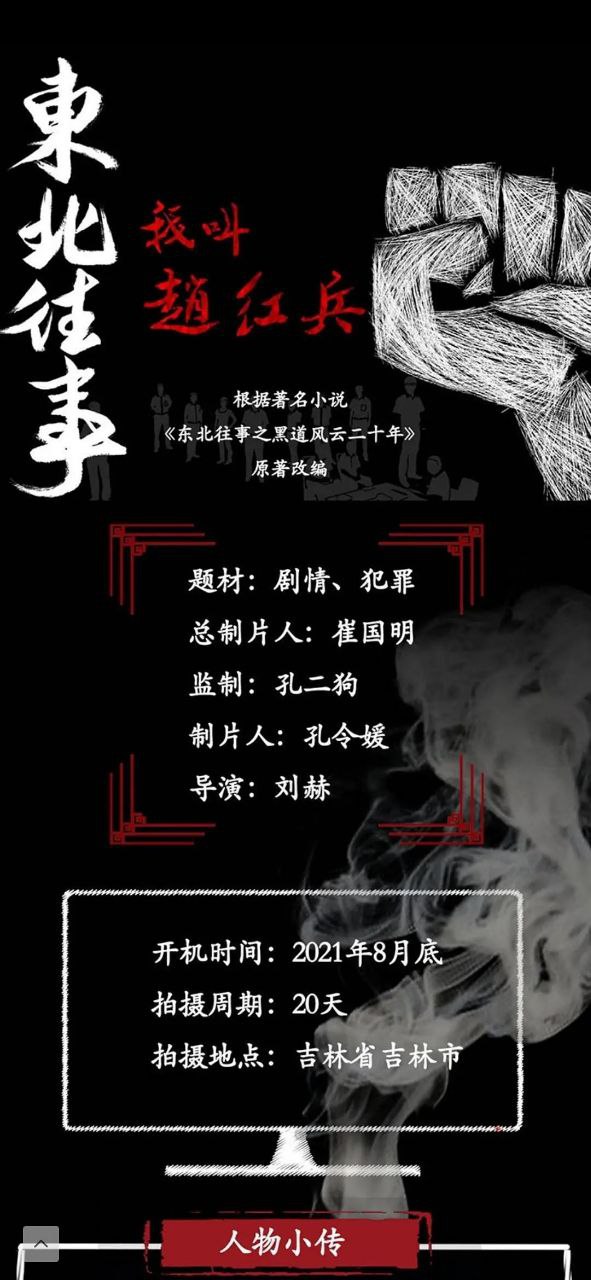 東北往事
我叫
趙红兵
根据著名小说
《东北往事之黑道风云二十年》
原著改编
题材：剧情、犯罪
总制片人：崔国明
监制：孔二狗
制片人：孔令媛
导演：刘赫
开机时间：2021年8月底
拍摄周期：20天
拍摄地点：吉林省吉林市
人物小传